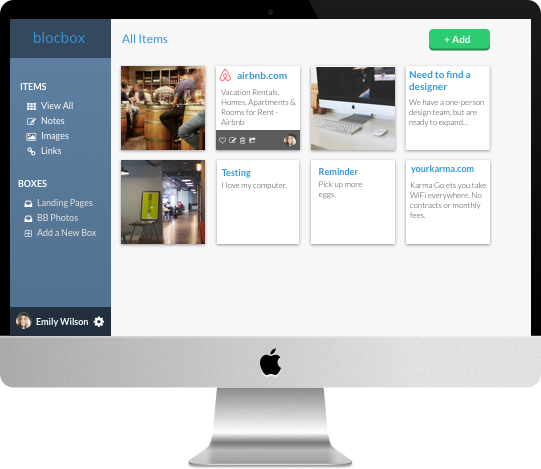 blocbox
All Items
+ Add
ITEMS
View All
Notes
Images
Links
BOXES
Landing Pages
BB Photos
Add a New Box
Emily Wilson
airbnb.com
Vacation Rentals,
Homes, Apartments &
Rooms for Rent -
Airbnb
Need to find a
designer
We have a one-person
design team, but are
ready to expand...
Testing
I love my computer.
Reminder
Pick up more
eggs.
yourkarma.com
Karma Go ets you take
WiFi everywhere. No
contracts or monthly
fees.